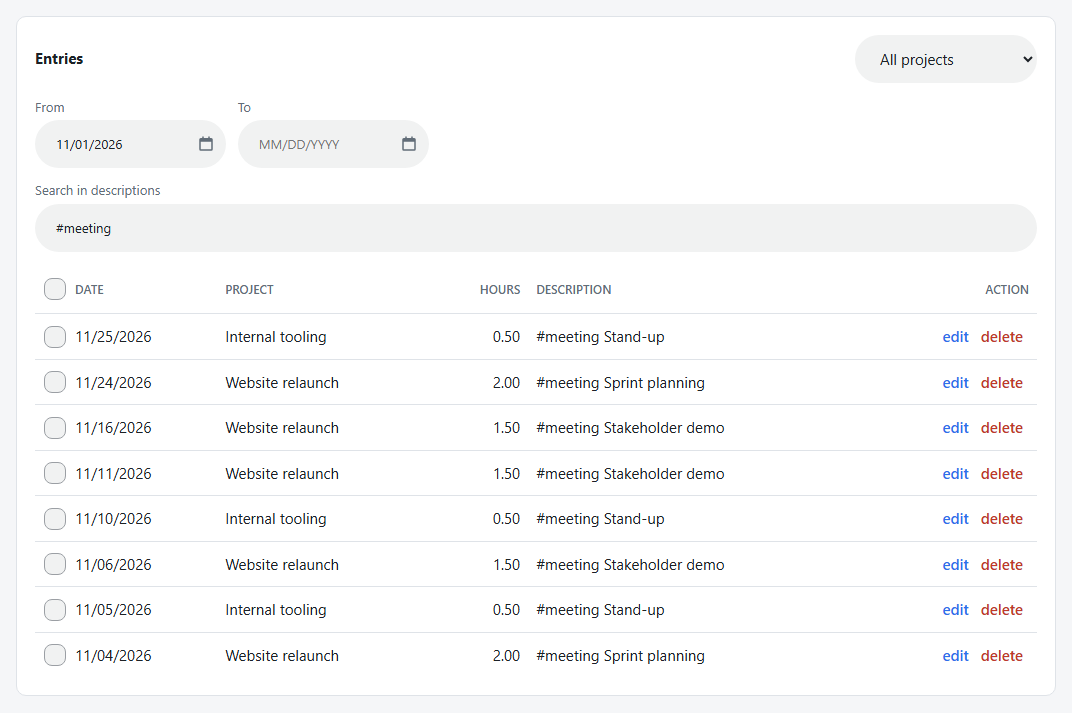 Entries
All projects
From To
11/01/2026 MM/DD/YYYY
Search in descriptions
#meeting
DATE PROJECT HOURS DESCRIPTION ACTION
11/25/2026 Internal tooling 0.50 #meeting Stand-up edit delete
11/24/2026 Website relaunch 2.00 #meeting Sprint planning edit delete
11/16/2026 Website relaunch 1.50 #meeting Stakeholder demo edit delete
11/11/2026 Website relaunch 1.50 #meeting Stakeholder demo edit delete
11/10/2026 Internal tooling 0.50 #meeting Stand-up edit delete
11/06/2026 Website relaunch 1.50 #meeting Stakeholder demo edit delete
11/05/2026 Internal tooling 0.50 #meeting Stand-up edit delete
11/04/2026 Website relaunch 2.00 #meeting Sprint planning edit delete